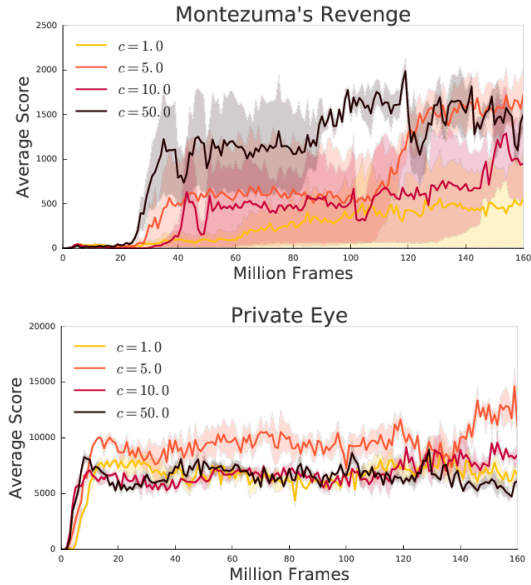 Montezuma's Revenge
2500
2000
1500
1000
500
0
Average Score
c = 1.0
c = 5.0
c = 10.0
c = 50.0
0 20 40 60 80 100 120 140 160
Million Frames
Private Eye
20000
15000
10000
5000
0
Average Score
c = 1.0
c = 5.0
c = 10.0
c = 50.0
0 20 40 60 80 100 120 140 160
Million Frames